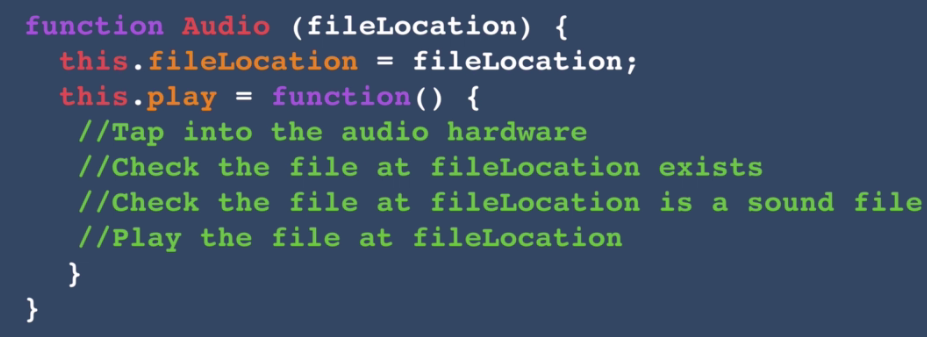 function Audio (fileLocation) {
this.fileLocation = fileLocation;
this.play = function() {
//Tap into the audio hardware
//Check the file at fileLocation exists
//Check the file at fileLocation is a sound file
//Play the file at fileLocation
}
}